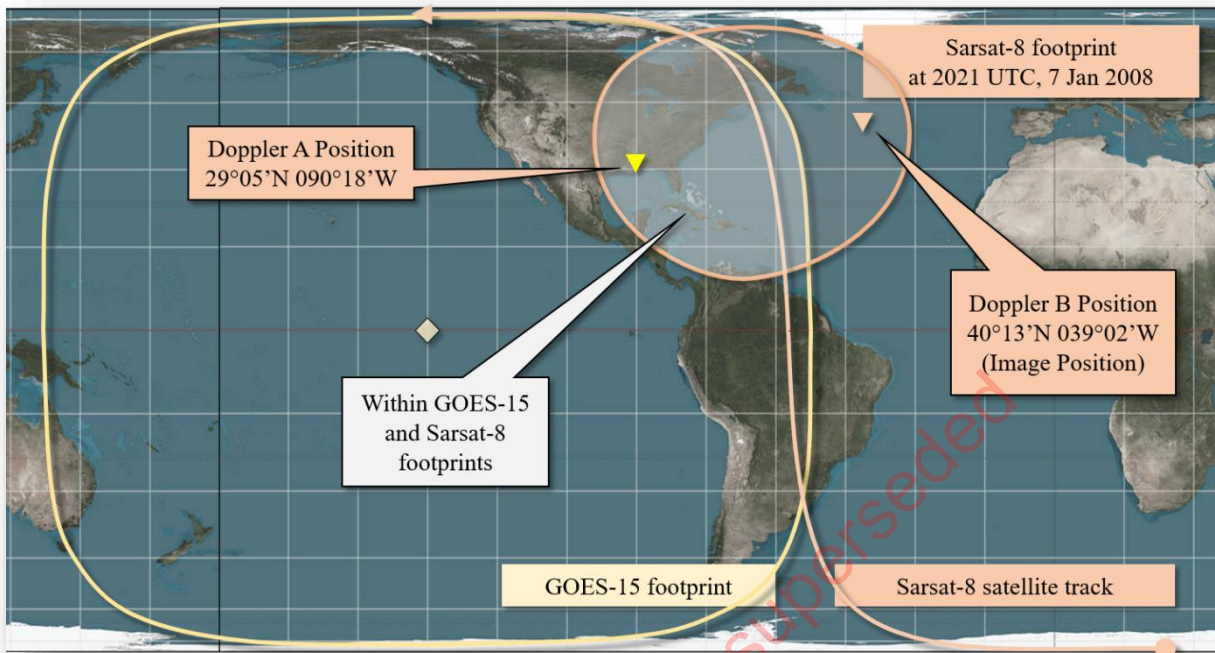 Sarsat-8 footprint
at 2021 UTC, 7 Jan 2008
Doppler A Position
29°05’N 090°18’W
Doppler B Position
40°13’N 039°02’W
(Image Position)
Within GOES-15
and Sarsat-8
footprints
GOES-15 footprint
Sarsat-8 satellite track
superseded